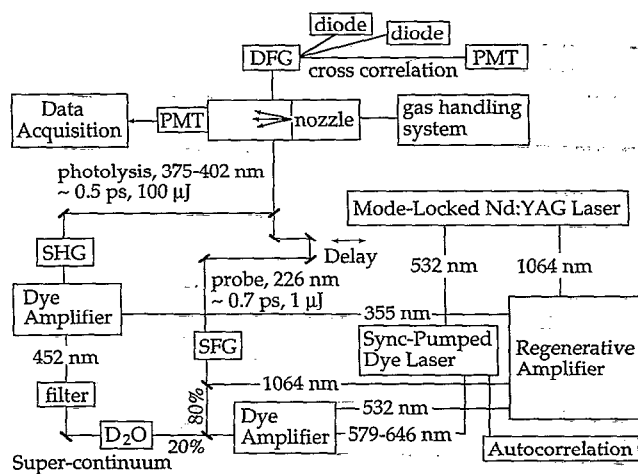 diode
diode
DFG
PMT
cross correlation
Data
Acquisition
PMT
nozzle
gas handling
system
photolysis, 375-402 nm
~ 0.5 ps, 100 μJ
Mode-Locked Nd:YAG Laser
SHG
Delay
532 nm
1064 nm
probe, 226 nm
~ 0.7 ps, 1 μJ
Dye
Amplifier
355 nm
Sync-Pumped
Dye Laser
Regenerative
Amplifier
452 nm
SFG
1064 nm
filter
80%
Dye
Amplifier
532 nm
579-646 nm
D₂O
20%
Autocorrelation
Super-continuum